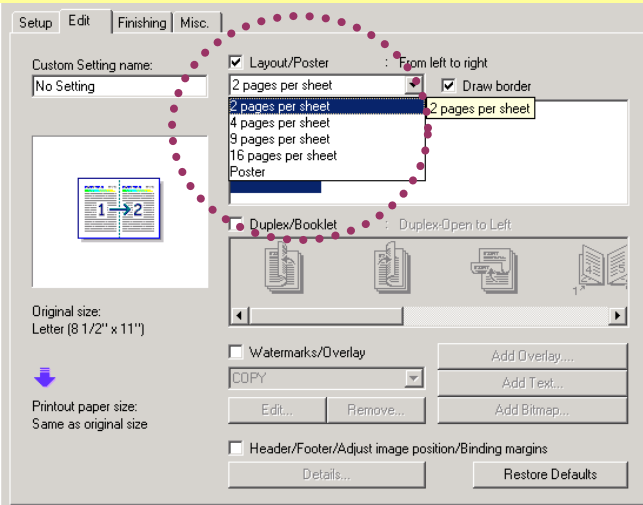 Setup Edit Finishing Misc.
Custom Setting name:
No Setting
Layout/Poster : From left to right
2 pages per sheet
Draw border
2 pages per sheet
2 pages per sheet
4 pages per sheet
9 pages per sheet
16 pages per sheet
Poster
1 2
Duplex/Booklet : Duplex-Open to Left
Original size:
Letter (8 1/2" x 11")
Watermarks/Overlay
COPY
Edit... Remove...
Add Overlay....
Add Text...
Add Bitmap...
Printout paper size:
Same as original size
Header/Footer/Adjust image position/Binding margins
Details...
Restore Defaults